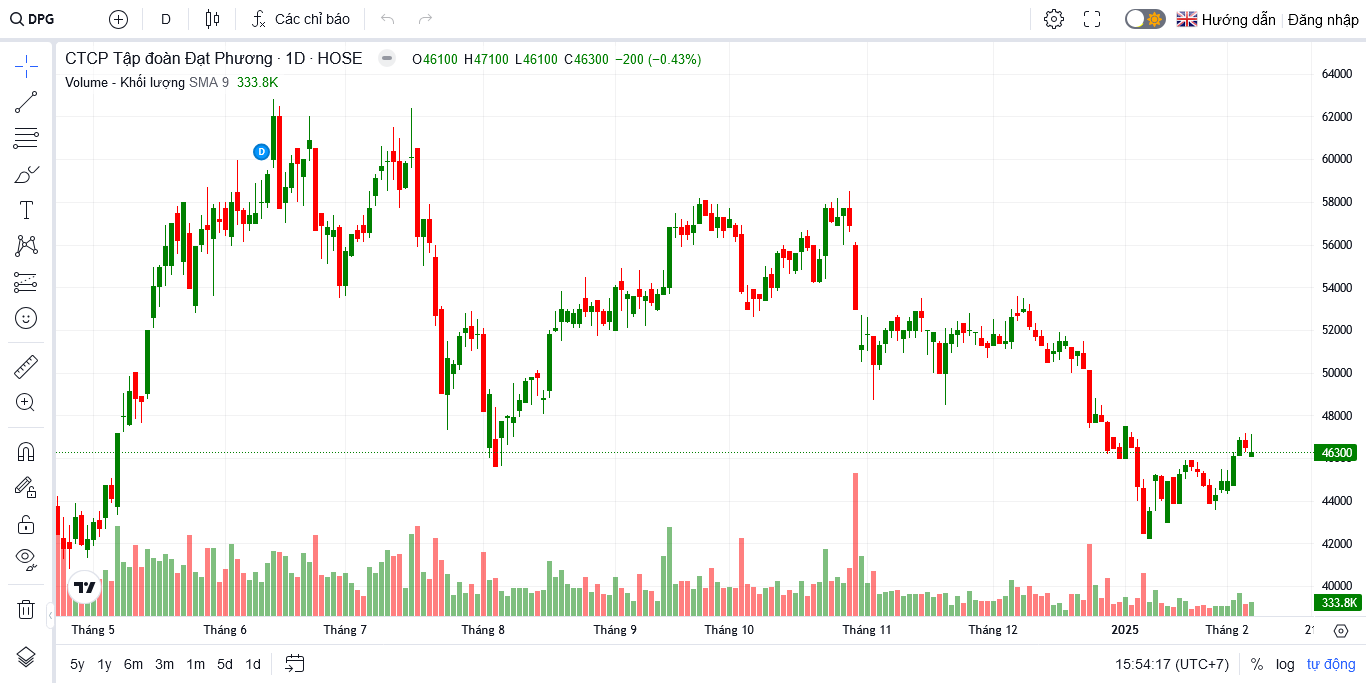 DPG D Các chỉ báo Hướng dẫn Đăng nhập
CTCP Tập đoàn Đạt Phương · 1D · HOSE O46100 H47100 L46100 C46300 −200 (−0.43%)
Volume - Khối lượng SMA 9 333.8K
D
64000
62000
60000
58000
56000
54000
52000
50000
48000
46300
44000
42000
40000
333.8K
Tháng 5 Tháng 6 Tháng 7 Tháng 8 Tháng 9 Tháng 10 Tháng 11 Tháng 12 2025 Tháng 2
5y 1y 6m 3m 1m 5d 1d 15:54:17 (UTC+7) % log tự động